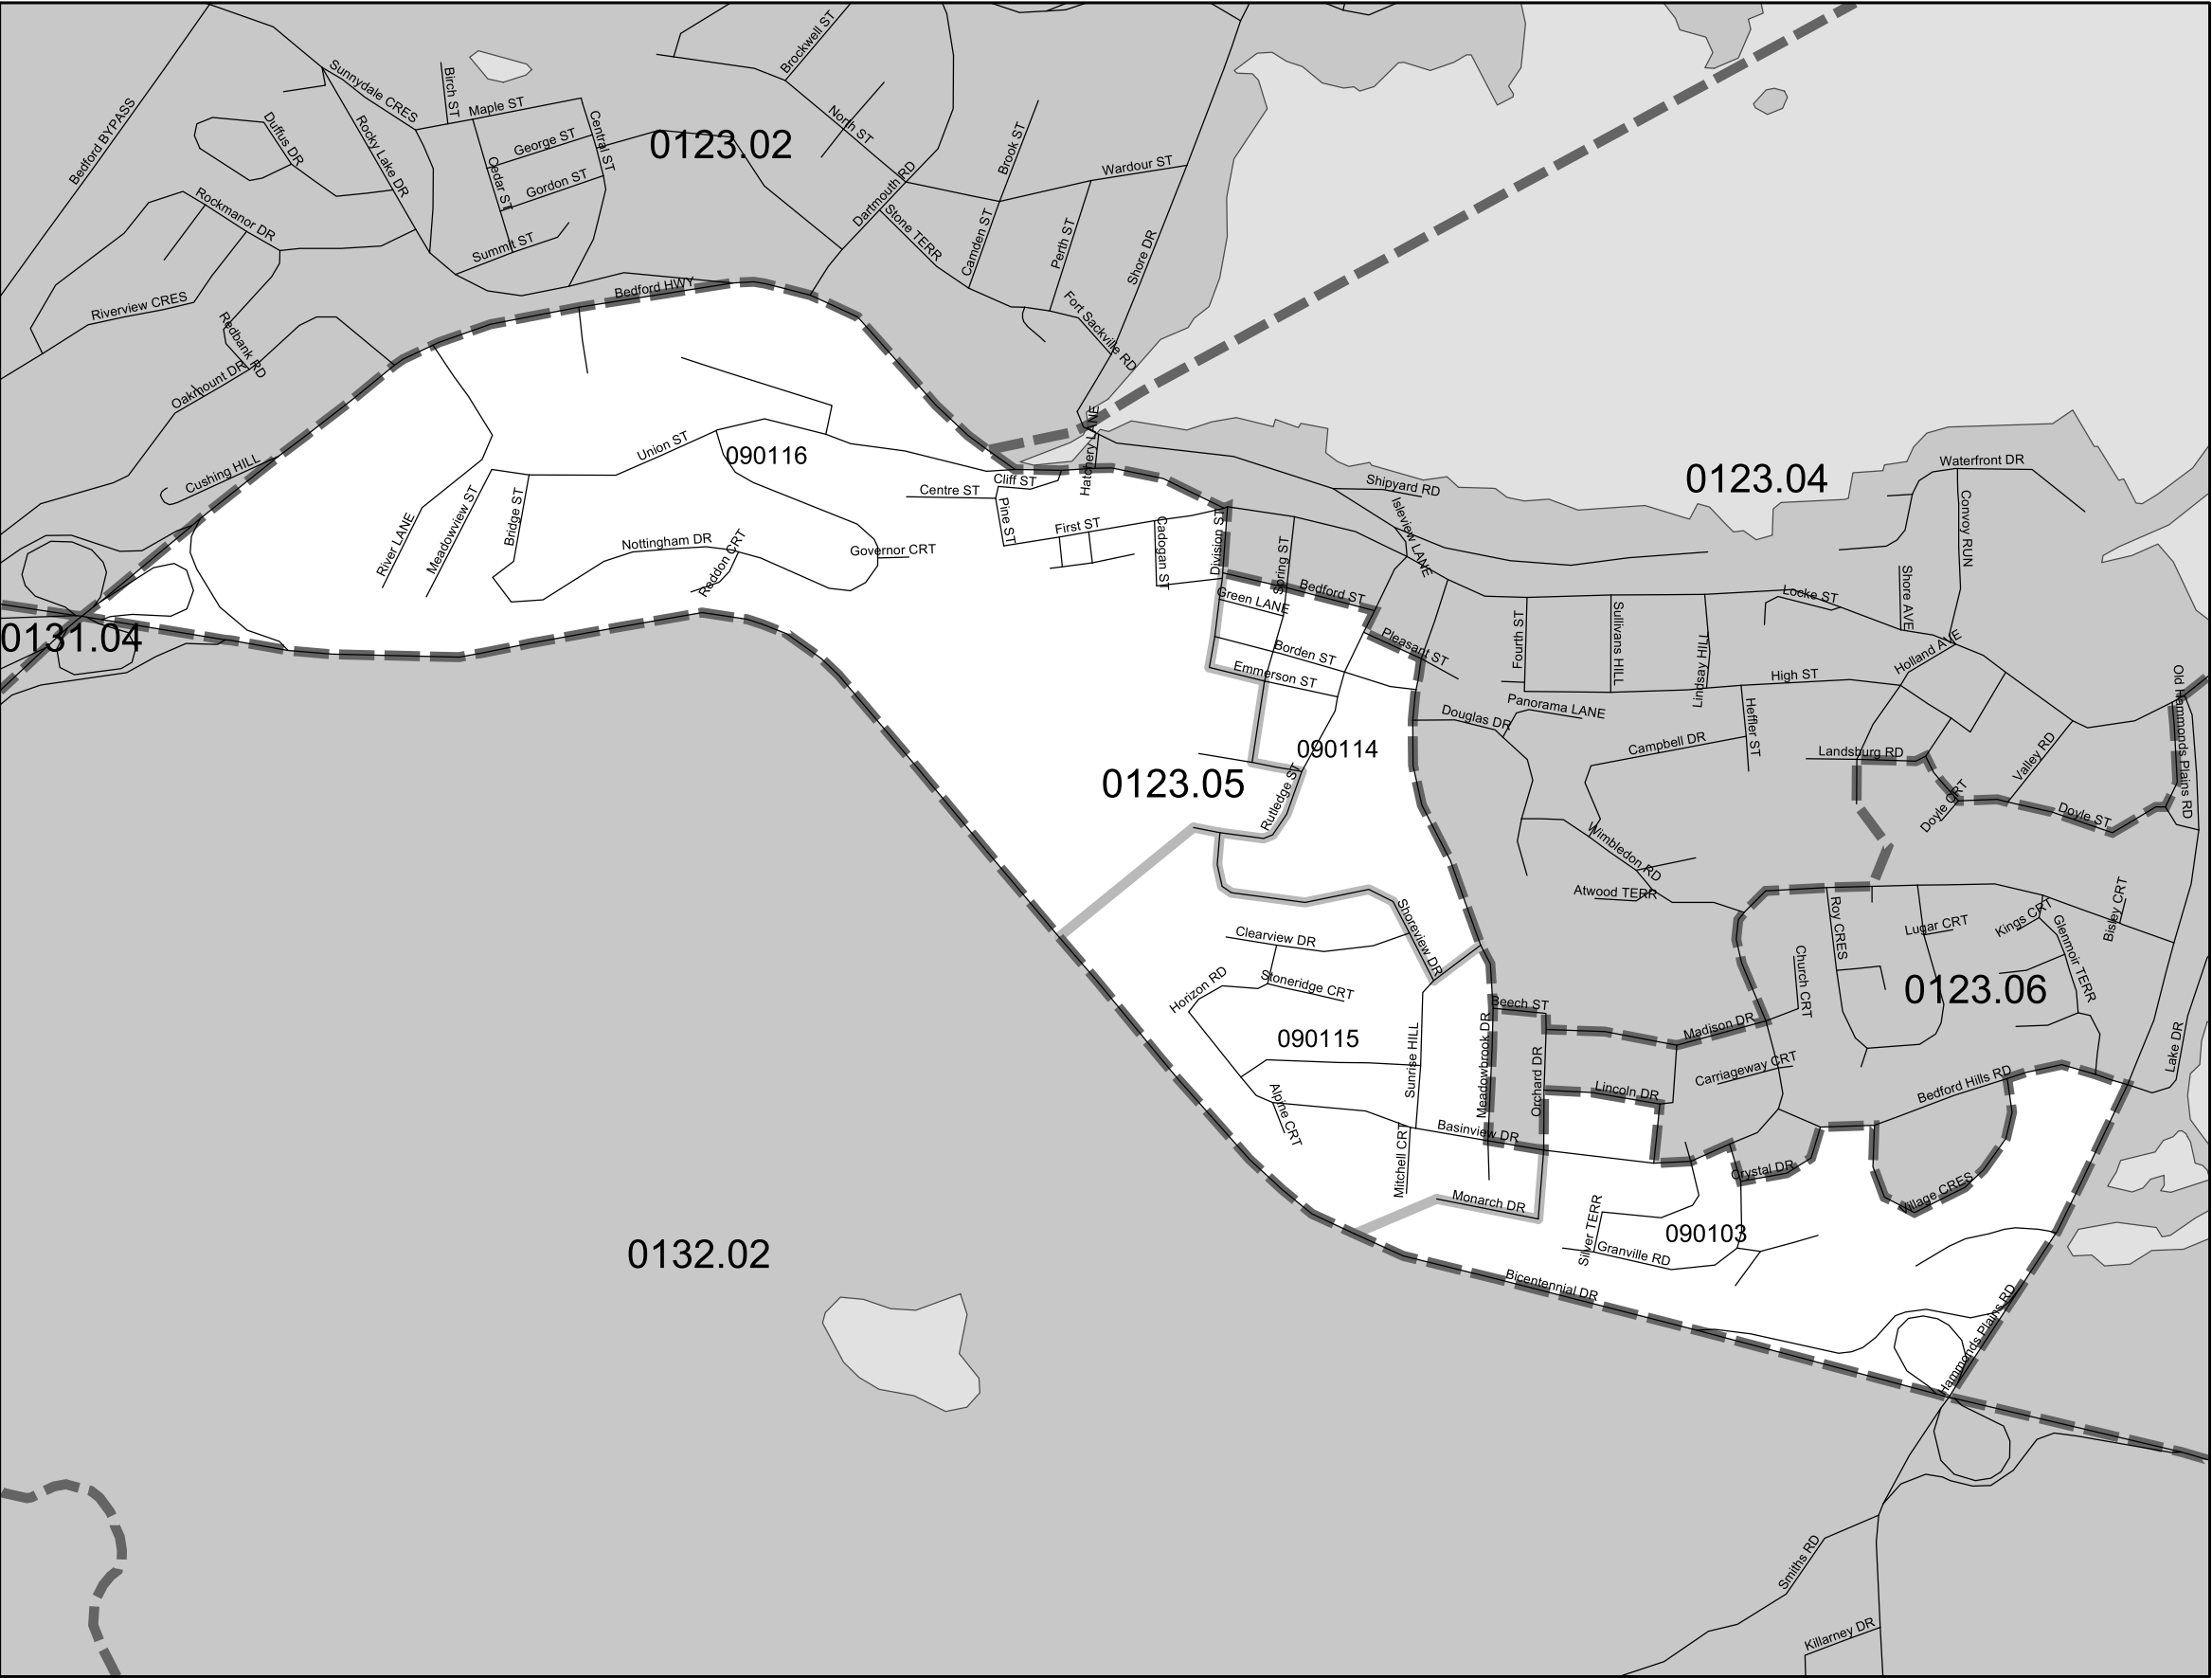 Sunnydale CRES
Birch ST
Maple ST
Brockwell ST
Bedford BYPASS
Duffus DR
Rocky Lake DR
George ST
Cedar ST
Central ST
Gordon ST
0123.02
North ST
Brook ST
Wardour ST
Rockmanor DR
Summit ST
Dartmouth RD
Stone TERR
Camden ST
Perth ST
Shore DR
Riverview CRES
Bedford HWY
Fort Sackville RD
Redbank RD
Oakmount DR
Hatchery LANE
Cushing HILL
Union ST
090116
Cliff ST
Centre ST
Pine ST
First ST
Cadogan ST
Division ST
Shipyard RD
Isleview LANE
0123.04
Waterfront DR
Convoy RUN
River LANE
Meadowview ST
Bridge ST
Nottingham DR
Raddon CRT
Governor CRT
Spring ST
Green LANE
Bedford ST
Pleasant ST
Fourth ST
Sullivans HILL
Lindsay HILL
Locke ST
Shore AVE
Holland AVE
0131.04
Borden ST
Emmerson ST
High ST
Old Hammonds Plains RD
Douglas DR
Panorama LANE
Heffler ST
Campbell DR
Landsburg RD
Valley RD
090114
0123.05
Rutledge ST
Doyle CRT
Doyle ST
Wimbledon RD
Atwood TERR
Shoreview DR
Clearview DR
Stoneridge CRT
Horizon RD
Roy CRES
Lugar CRT
Kings CRT
Glenmoir TERR
Bisley CRT
Church CRT
0123.06
Beech ST
Madison DR
090115
Sunrise HILL
Meadowbrook DR
Orchard DR
Lincoln DR
Carriageway CRT
Bedford Hills RD
Lake DR
Alpine CRT
Basinview DR
Mitchell CRT
Monarch DR
Crystal DR
Village CRES
Silver TERR
Granville RD
090103
0132.02
Bicentennial DR
Hammonds Plains RD
Smiths RD
Killarney DR